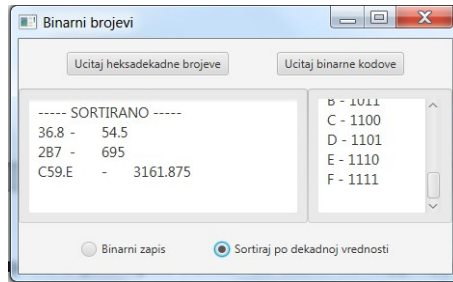 Binarni brojevi
Ucitaj heksadekadne brojeve
Ucitaj binarne kodove
----- SORTIRANO -----
36.8 - 54.5
2B7 - 695
C59.E - 3161.875
B - 1011
C - 1100
D - 1101
E - 1110
F - 1111
Binarni zapis
Sortiraj po dekadnoj vrednosti